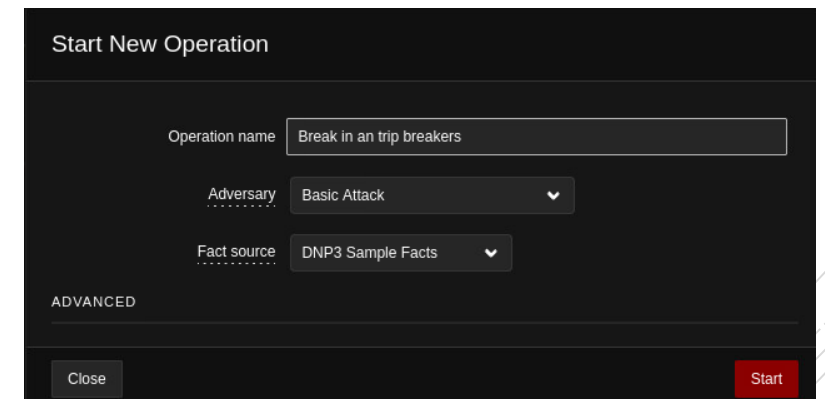 Start New Operation
Operation name Break in an trip breakers
Adversary Basic Attack
Fact source DNP3 Sample Facts
ADVANCED
Close Start